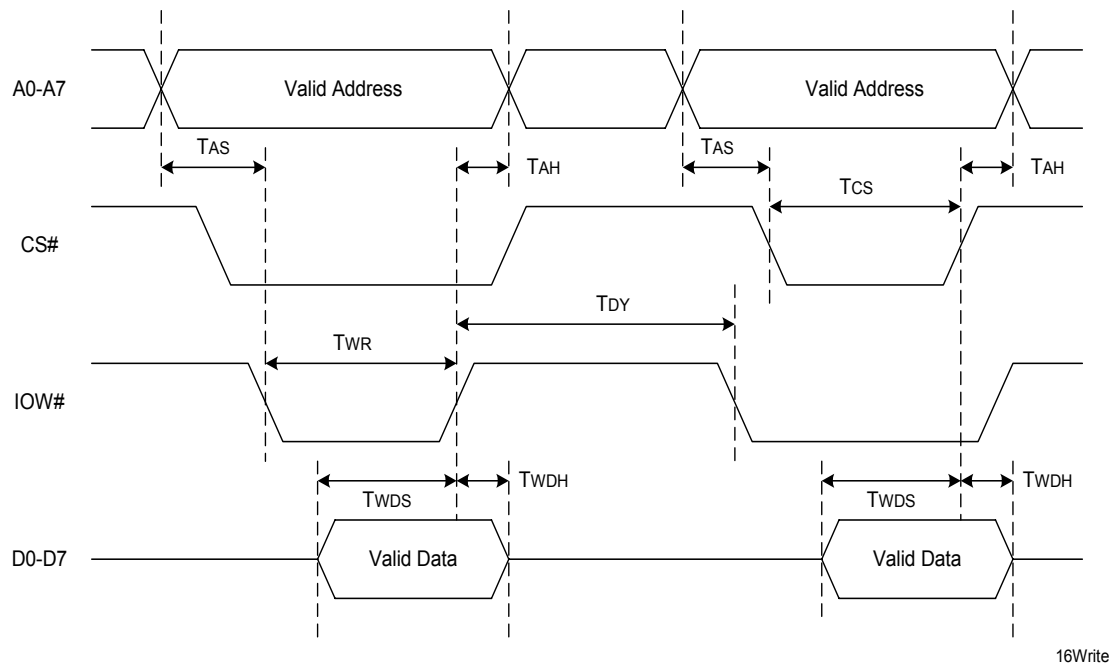 A0-A7
Valid Address
Valid Address
TAS
TAH
TAS
TAH
TCS
CS#
TDY
TWR
IOW#
TWDS
TWDH
TWDS
TWDH
D0-D7
Valid Data
Valid Data
16Write